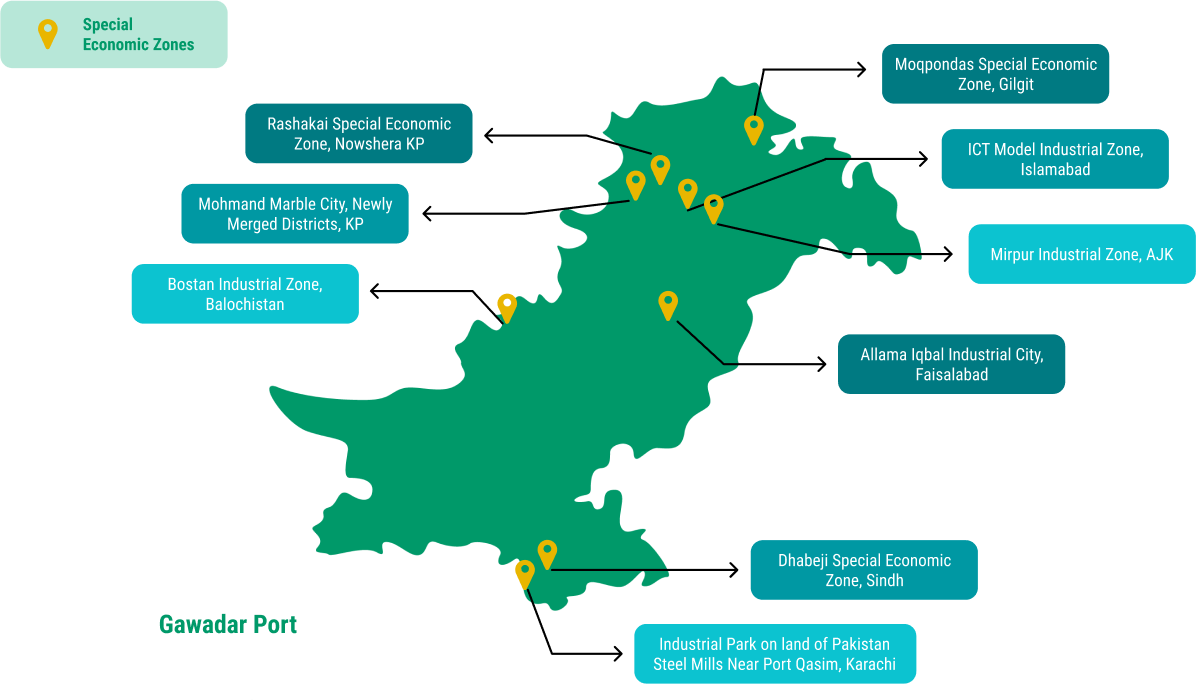 Special
Economic Zones
Moqpondas Special Economic
Zone, Gilgit
Rashakai Special Economic
Zone, Nowshera KP
ICT Model Industrial Zone,
Islamabad
Mohmand Marble City, Newly
Merged Districts, KP
Mirpur Industrial Zone, AJK
Bostan Industrial Zone,
Balochistan
Allama Iqbal Industrial City,
Faisalabad
Dhabeji Special Economic
Zone, Sindh
Gawadar Port
Industrial Park on land of Pakistan
Steel Mills Near Port Qasim, Karachi